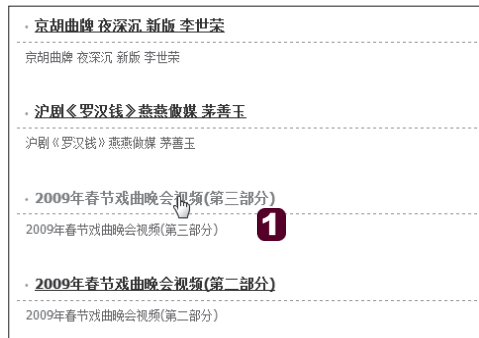 · 京胡曲牌 夜深沉 新版 李世荣
京胡曲牌 夜深沉 新版 李世荣
· 沪剧《罗汉钱》燕燕做媒 茅善玉
沪剧《罗汉钱》燕燕做媒 茅善玉
· 2009年春节戏曲晚会视频(第三部分)
2009年春节戏曲晚会视频(第三部分)
1
· 2009年春节戏曲晚会视频(第二部分)
2009年春节戏曲晚会视频(第二部分)